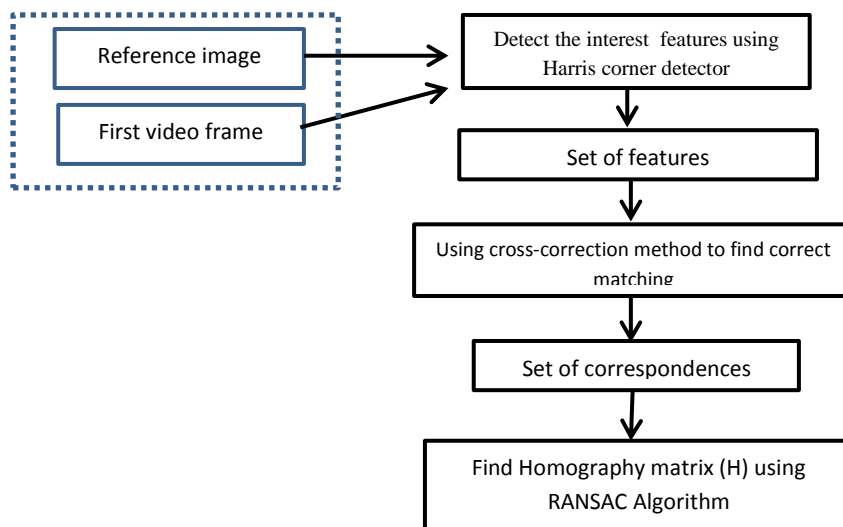 Reference image
First video frame
Detect the interest features using
Harris corner detector
Set of features
Using cross-correction method to find correct
matching
Set of correspondences
Find Homography matrix (H) using
RANSAC Algorithm